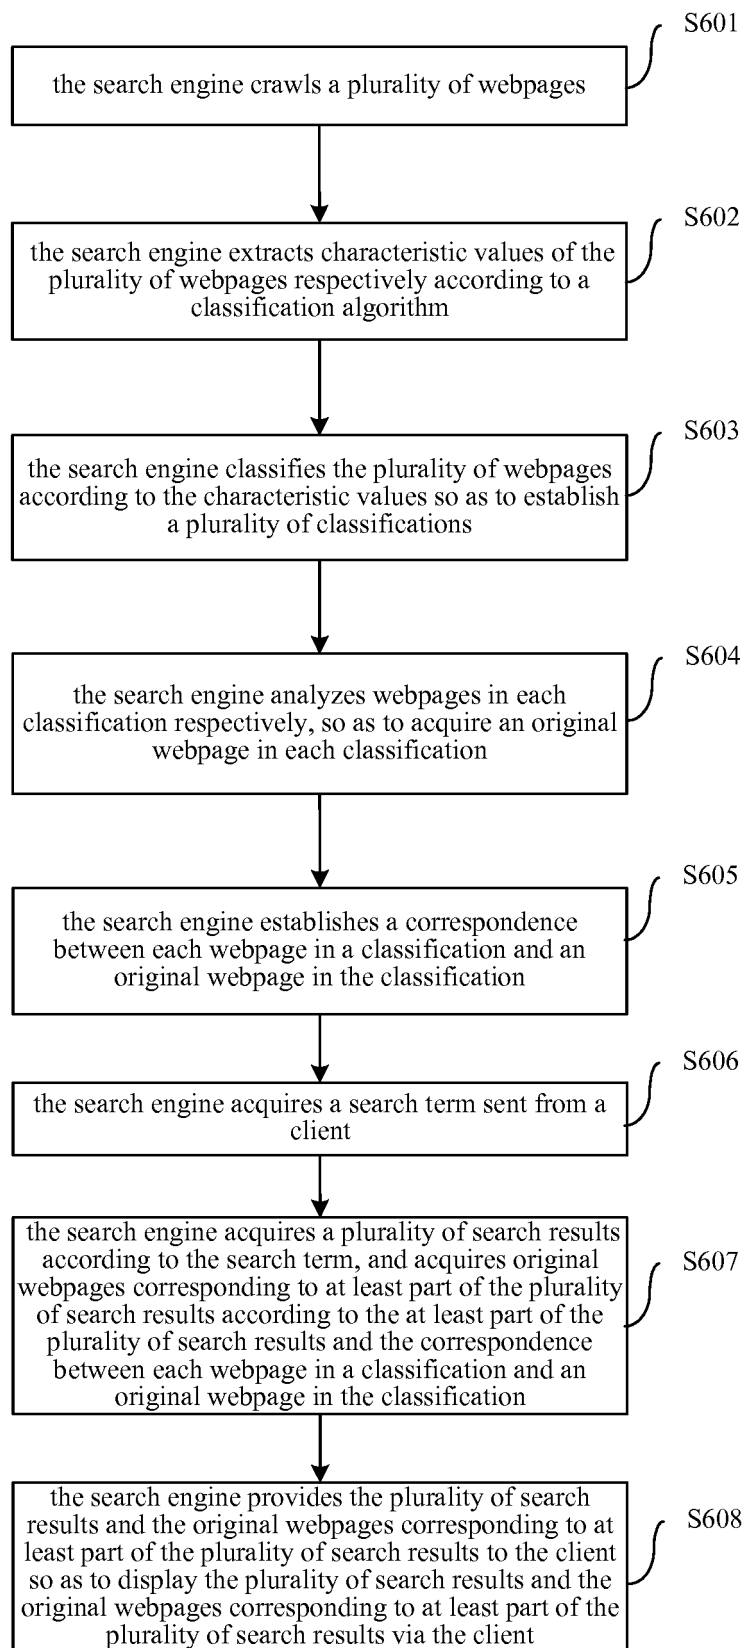 S601
the search engine crawls a plurality of webpages
S602
the search engine extracts characteristic values of the
plurality of webpages respectively according to a
classification algorithm
S603
the search engine classifies the plurality of webpages
according to the characteristic values so as to establish
a plurality of classifications
S604
the search engine analyzes webpages in each
classification respectively, so as to acquire an original
webpage in each classification
S605
the search engine establishes a correspondence
between each webpage in a classification and an
original webpage in the classification
S606
the search engine acquires a search term sent from a
client
the search engine acquires a plurality of search results
according to the search term, and acquires original
S607
webpages corresponding to at least part of the plurality
of search results according to the at least part of the
plurality of search results and the correspondence
between each webpage in a classification and an
original webpage in the classification
the search engine provides the plurality of search
S608
results and the original webpages corresponding to at
least part of the plurality of search results to the client
so as to display the plurality of search results and the
original webpages corresponding to at least part of the
plurality of search results via the client